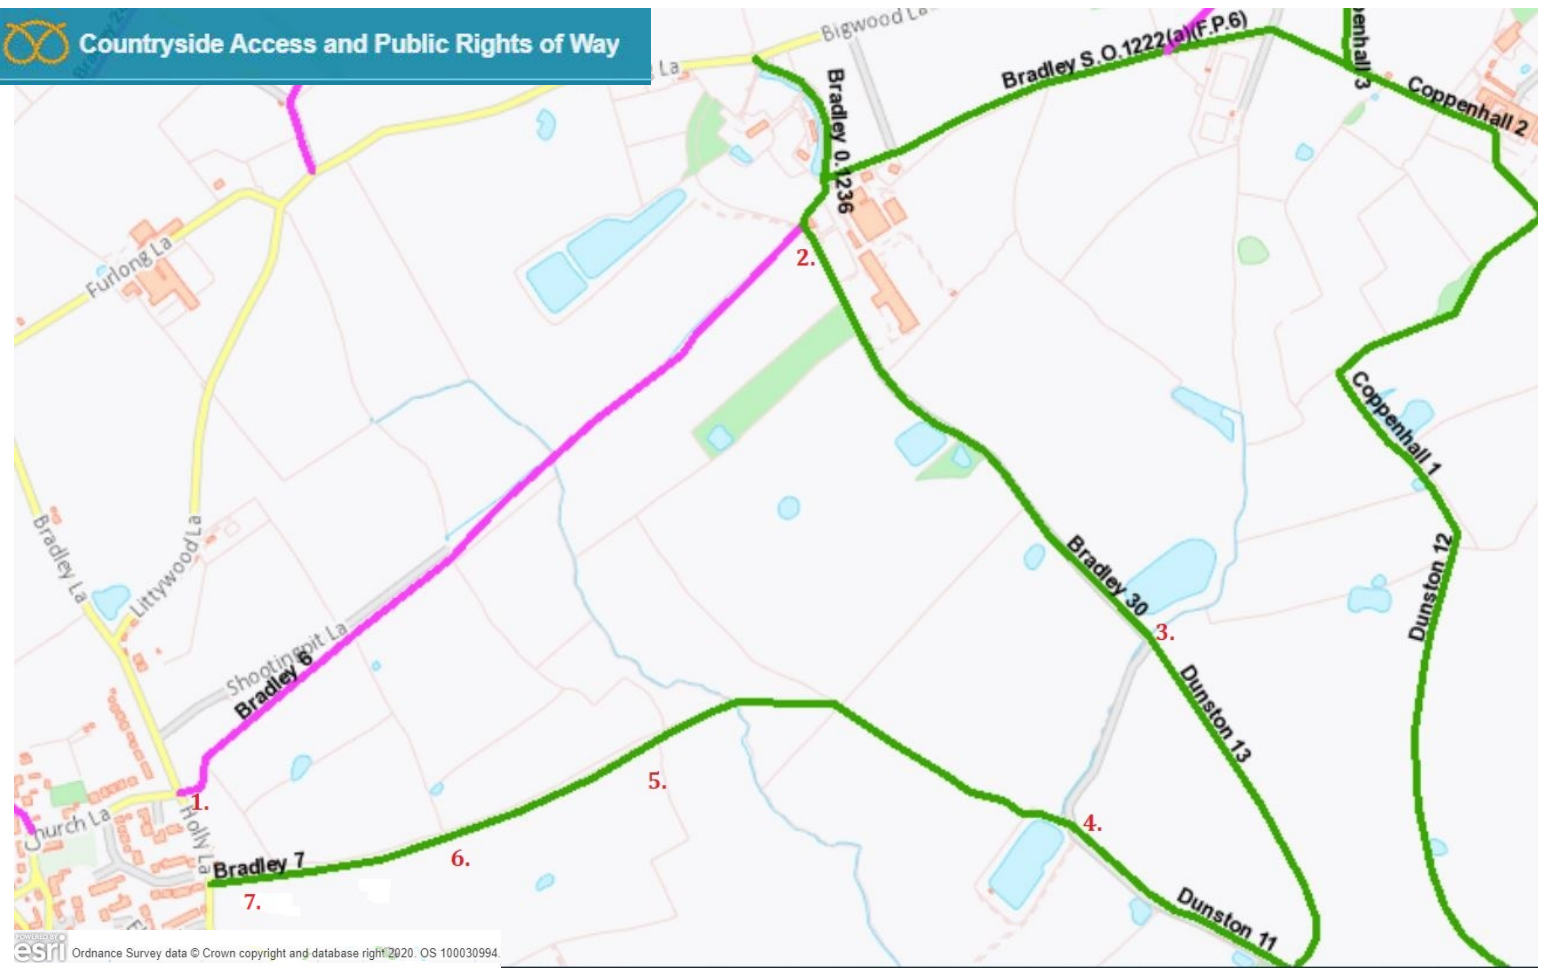 Countryside Access and Public Rights of Way
Bigwood La
La
Bradley S.O.1222(a)(F.P.6)
Coppenhall 2
Bradley 0.1236
Furlong La
2.
Coppenhall 1
Bradley La
Littywood La
Bradley 30
Dunston 12
3.
Shootingpit La
Bradley 6
Dunston 13
5.
1.
Church La
Holly La
4.
6.
Bradley 7
7.
Dunston 11
POWERED BY
esri
Ordnance Survey data © Crown copyright and database right 2020. OS 100030994.